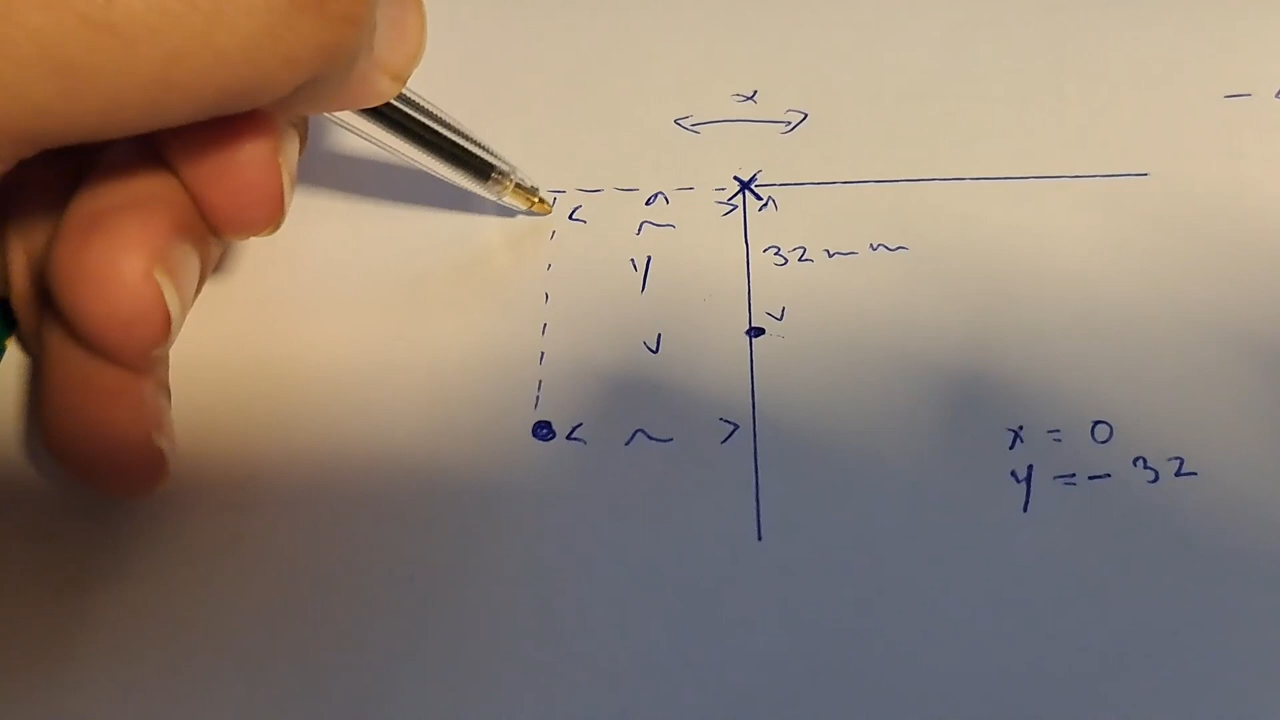 x
32mm
y
x = 0
y = - 32